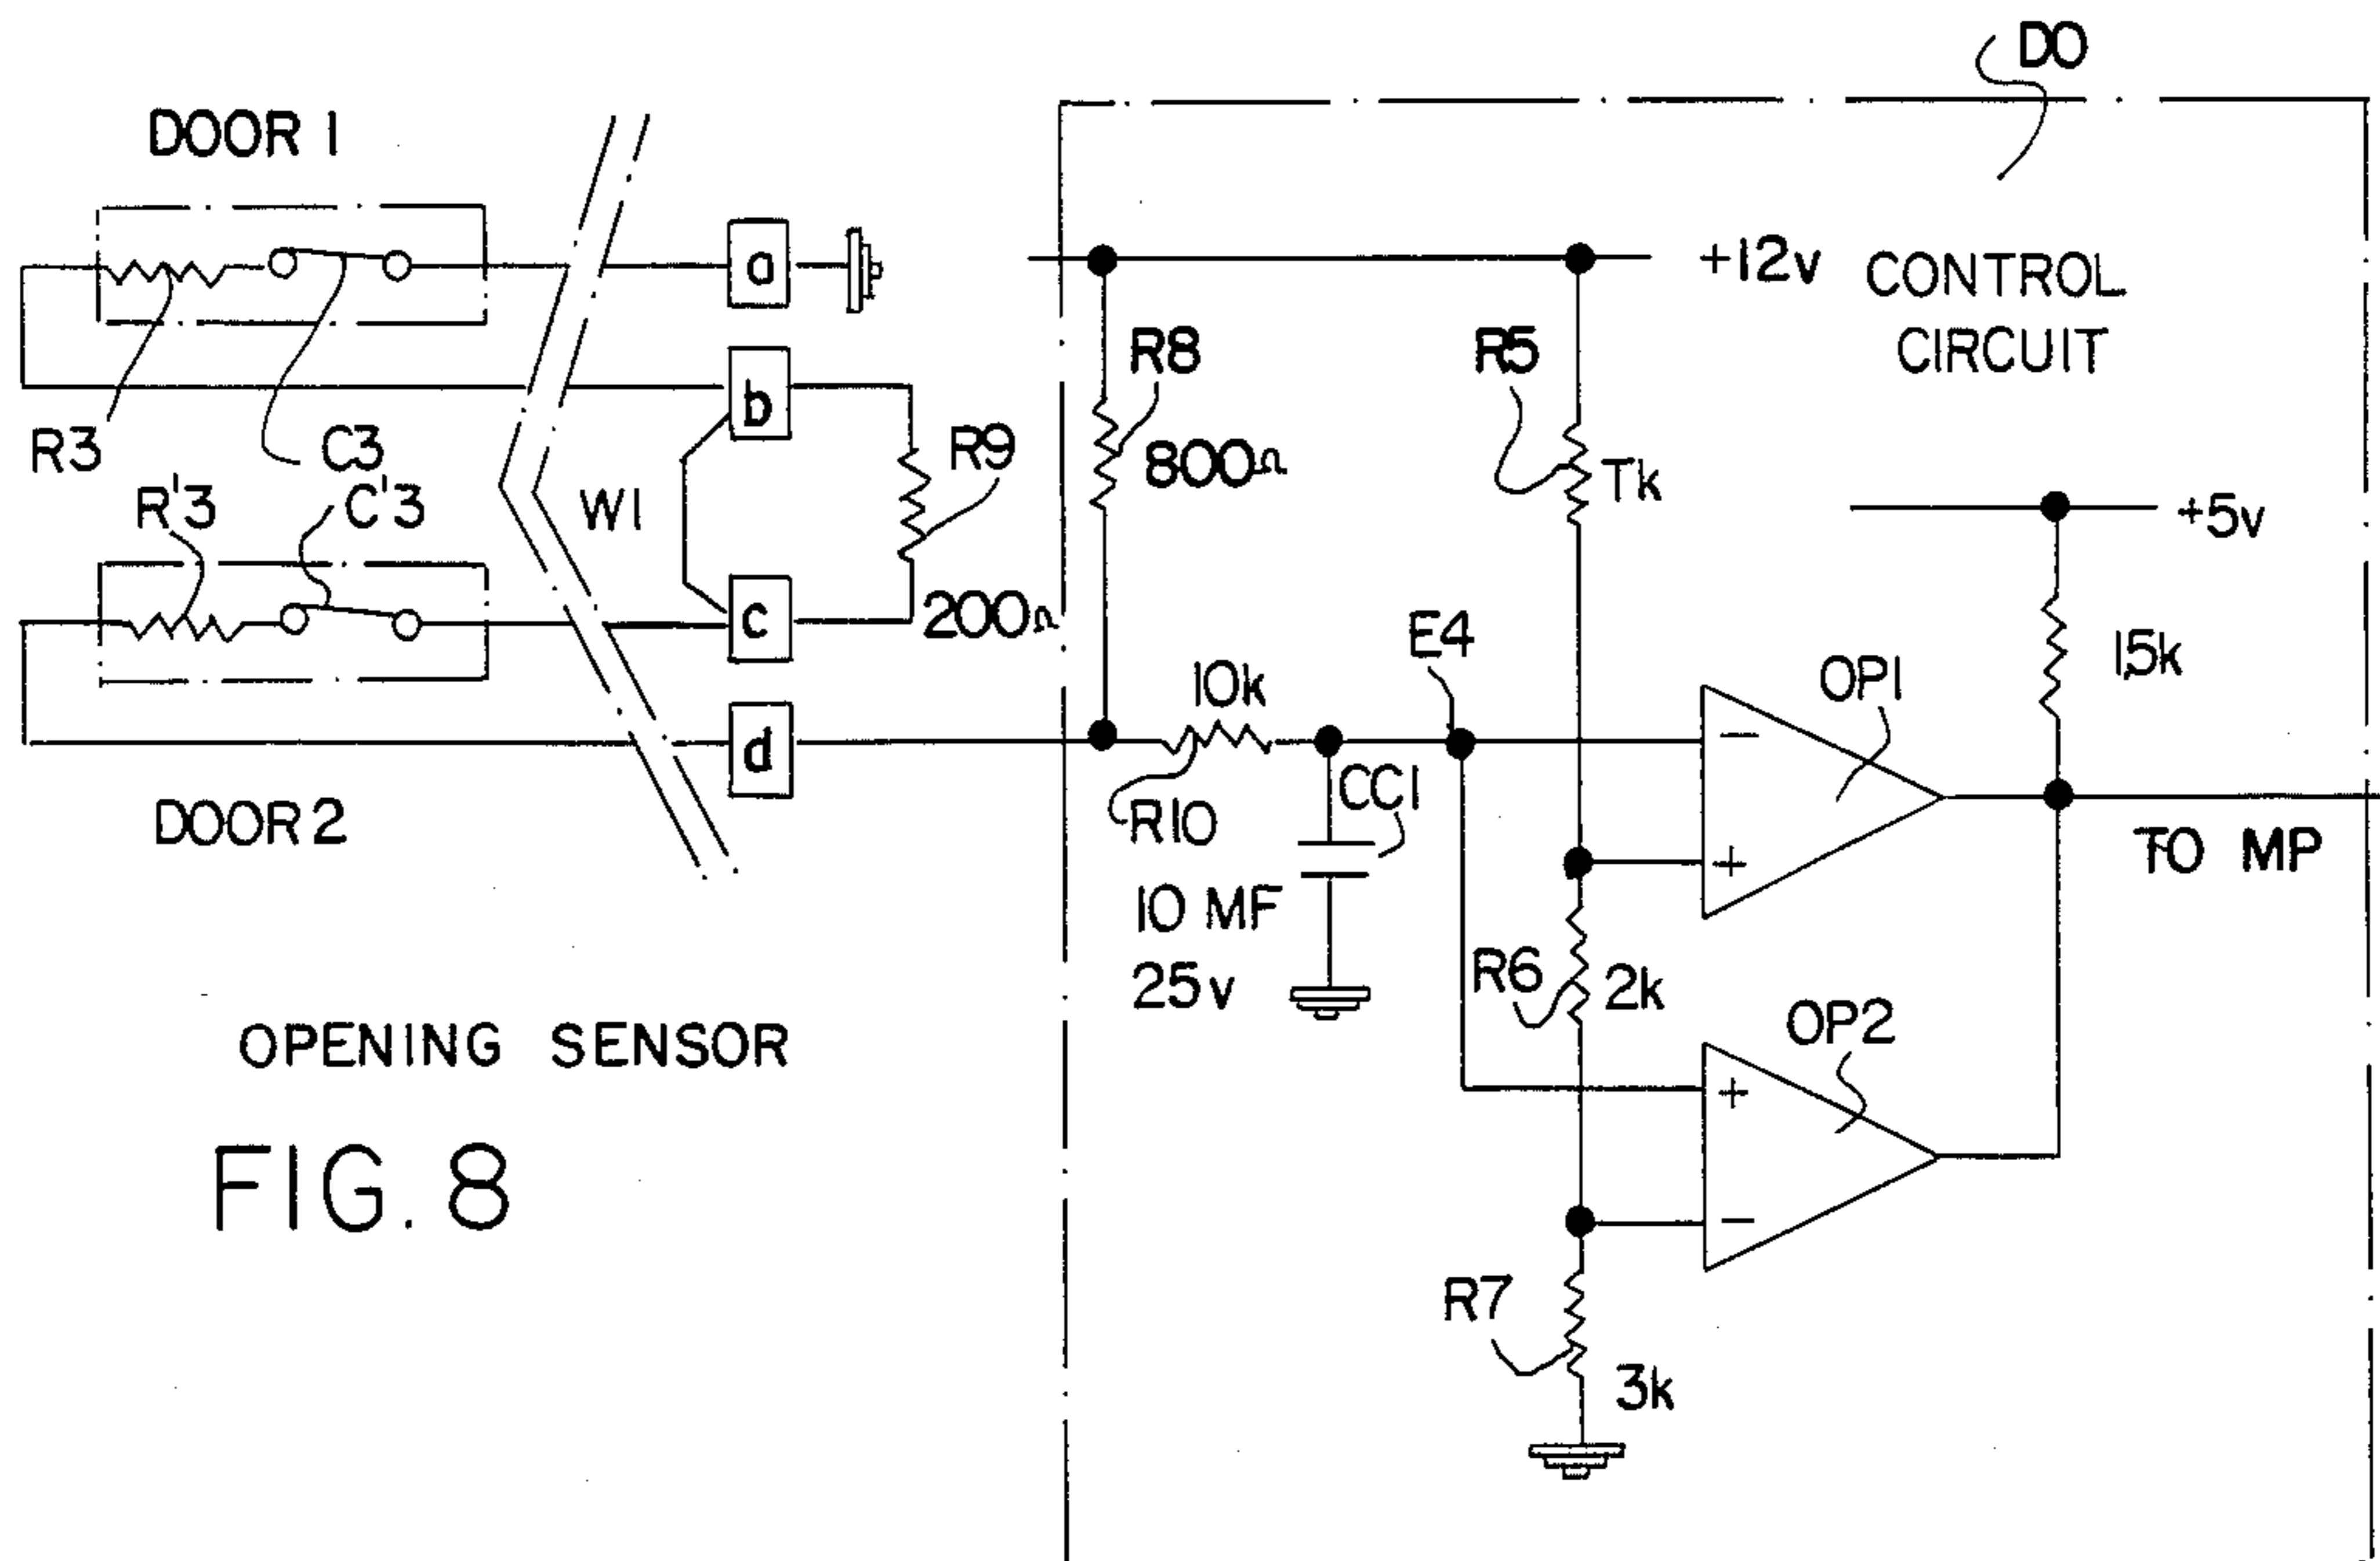 DO
DOOR 1
a
+12v
CONTROL
CIRCUIT
R8
R5
b
R3
C3
R9
800Ω
Tk
R'3
C'3
W1
+5v
c
200Ω
E4
15k
10k
OP1
d
CC1
R10
DOOR 2
TO MP
10 MF
25v
R6
2k
OP2
OPENING SENSOR
FIG. 8
R7
3k
-
+
+
-